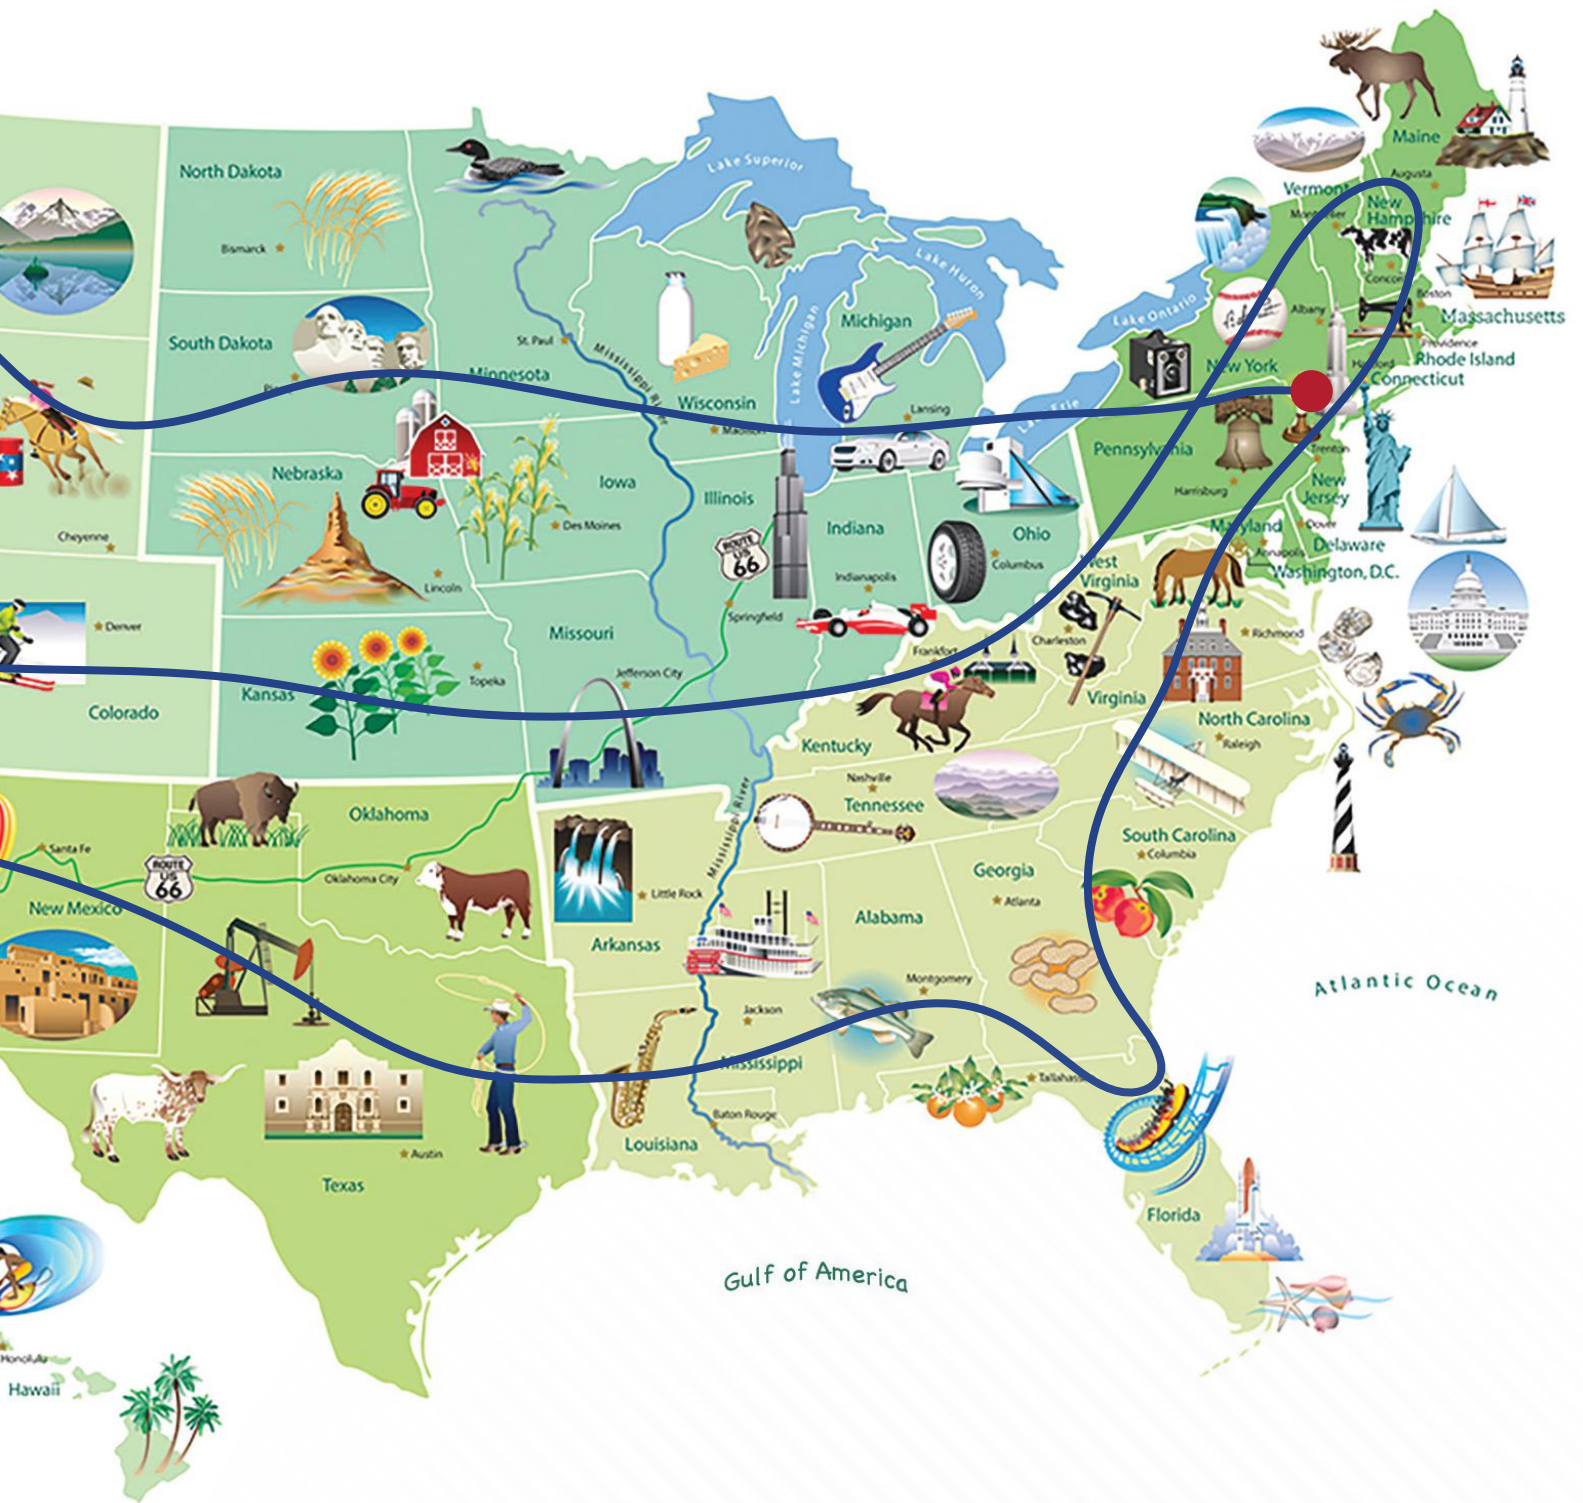 Maine
Augusta
Vermont
New
Hampshire
North Dakota
Lake Superior
Bismarck
Lake Huron
Concord
Boston
Lake Ontario
Albany
Massachusetts
Michigan
Lake Michigan
South Dakota
St. Paul
Mississippi River
Providence
Rhode Island
Hartford
New York
Connecticut
Minnesota
Wisconsin
Madison
Lansing
Lake Erie
Pennsylvania
Trenton
Nebraska
Iowa
Illinois
New
Jersey
Harrisburg
Des Moines
Indiana
Ohio
Maryland
Dover
Cheyenne
ROUTE
US
66
Delaware
Annapolis
Columbus
West
Virginia
Washington, D.C.
Indianapolis
Lincoln
Springfield
Denver
Missouri
Charleston
Richmond
Frankfort
Jefferson City
Topeka
Kansas
Virginia
Colorado
North Carolina
Raleigh
Kentucky
Nashville
Tennessee
Mississippi River
Oklahoma
South Carolina
Columbia
Santa Fe
ROUTE
US
66
Oklahoma City
Georgia
Little Rock
Atlanta
New Mexico
Alabama
Arkansas
Montgomery
Atlantic Ocean
Jackson
Mississippi
Tallahassee
Baton Rouge
Louisiana
Austin
Texas
Florida
Gulf of America
Honolulu
Hawaii